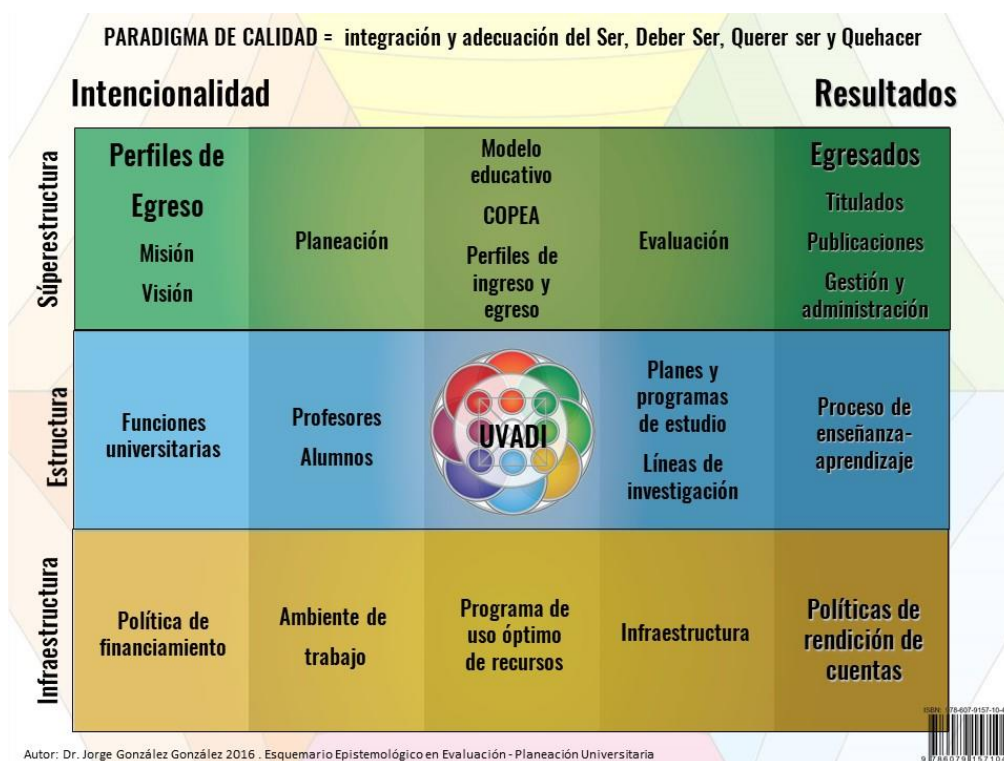 PARADIGMA DE CALIDAD = integración y adecuación del Ser, Deber Ser, Querer ser y Quehacer
Intencionalidad
Resultados
Súperestructura
Perfiles de
Egreso
Misión
Visión
Planeación
Modelo
educativo
COPEA
Perfiles de
ingreso y
egreso
Evaluación
Egresados
Titulados
Publicaciones
Gestión y
administración
Estructura
Funciones
universitarias
Profesores
Alumnos
UVADI
Planes y
programas
de estudio
Líneas de
investigación
Proceso de
enseñanza-
aprendizaje
Infraestructura
Política de
financiamiento
Ambiente de
trabajo
Programa de
uso óptimo
de recursos
Infraestructura
Políticas de
rendición de
cuentas
Autor: Dr. Jorge González González 2016 . Esquemario Epistemológico en Evaluación - Planeación Universitaria